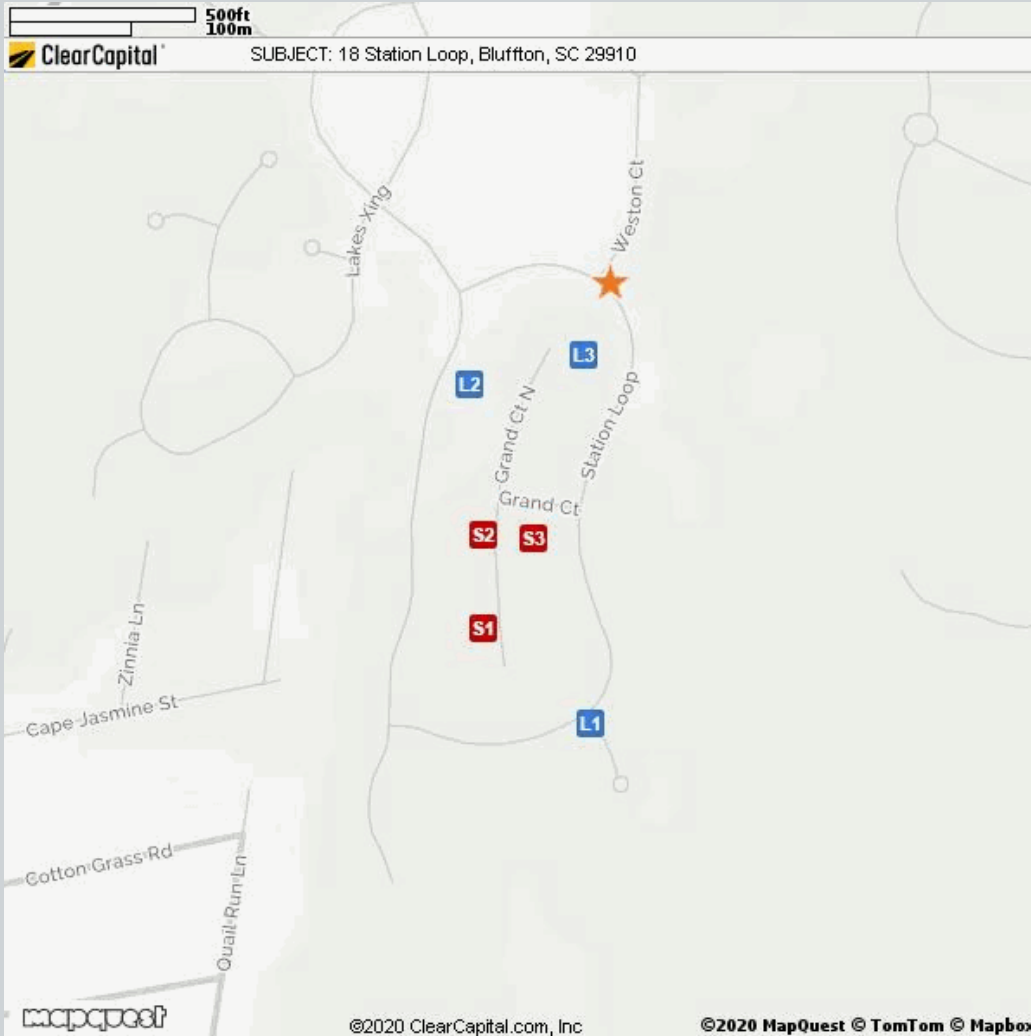 500ft
100m
ClearCapital
SUBJECT: 18 Station Loop, Bluffton, SC 29910
Weston Ct
Lakes Xing
L3
L2
Grand Ct N
Station Loop
Grand Ct
S2
S3
S1
Zinnia Ln
Cape Jasmine St
L1
Cotton Grass Rd
Quail Run Ln
mapquest
©2020 ClearCapital.com, Inc
©2020 MapQuest © TomTom © Mapbox